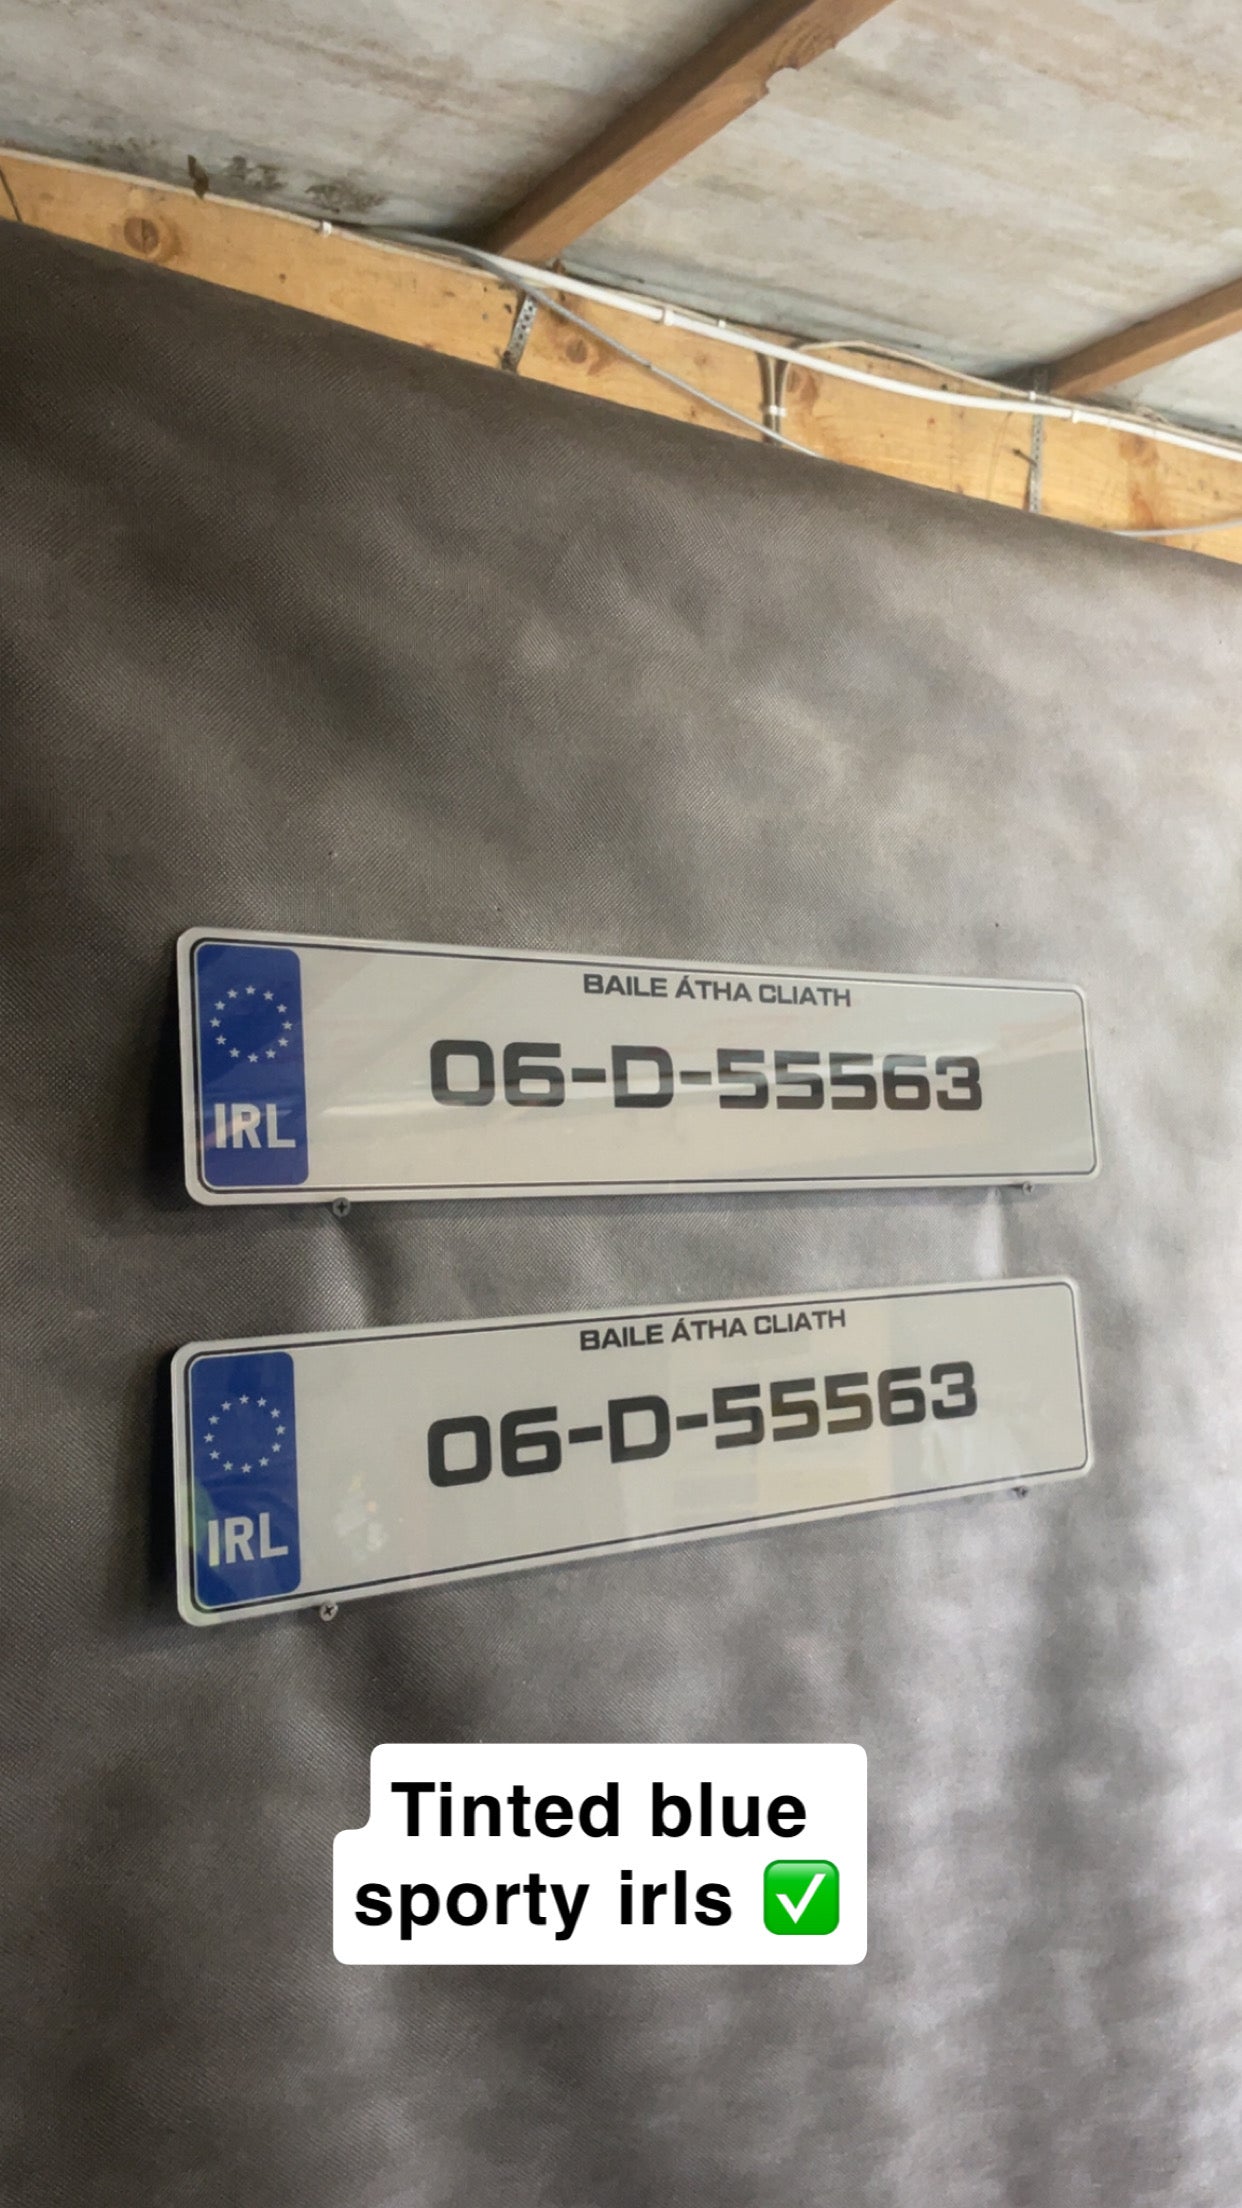 BAILE ÁTHA CLIATH
06-D-55563
IRL
BAILE ÁTHA CLIATH
06-D-55563
IRL
Tinted blue
sporty irls ✅